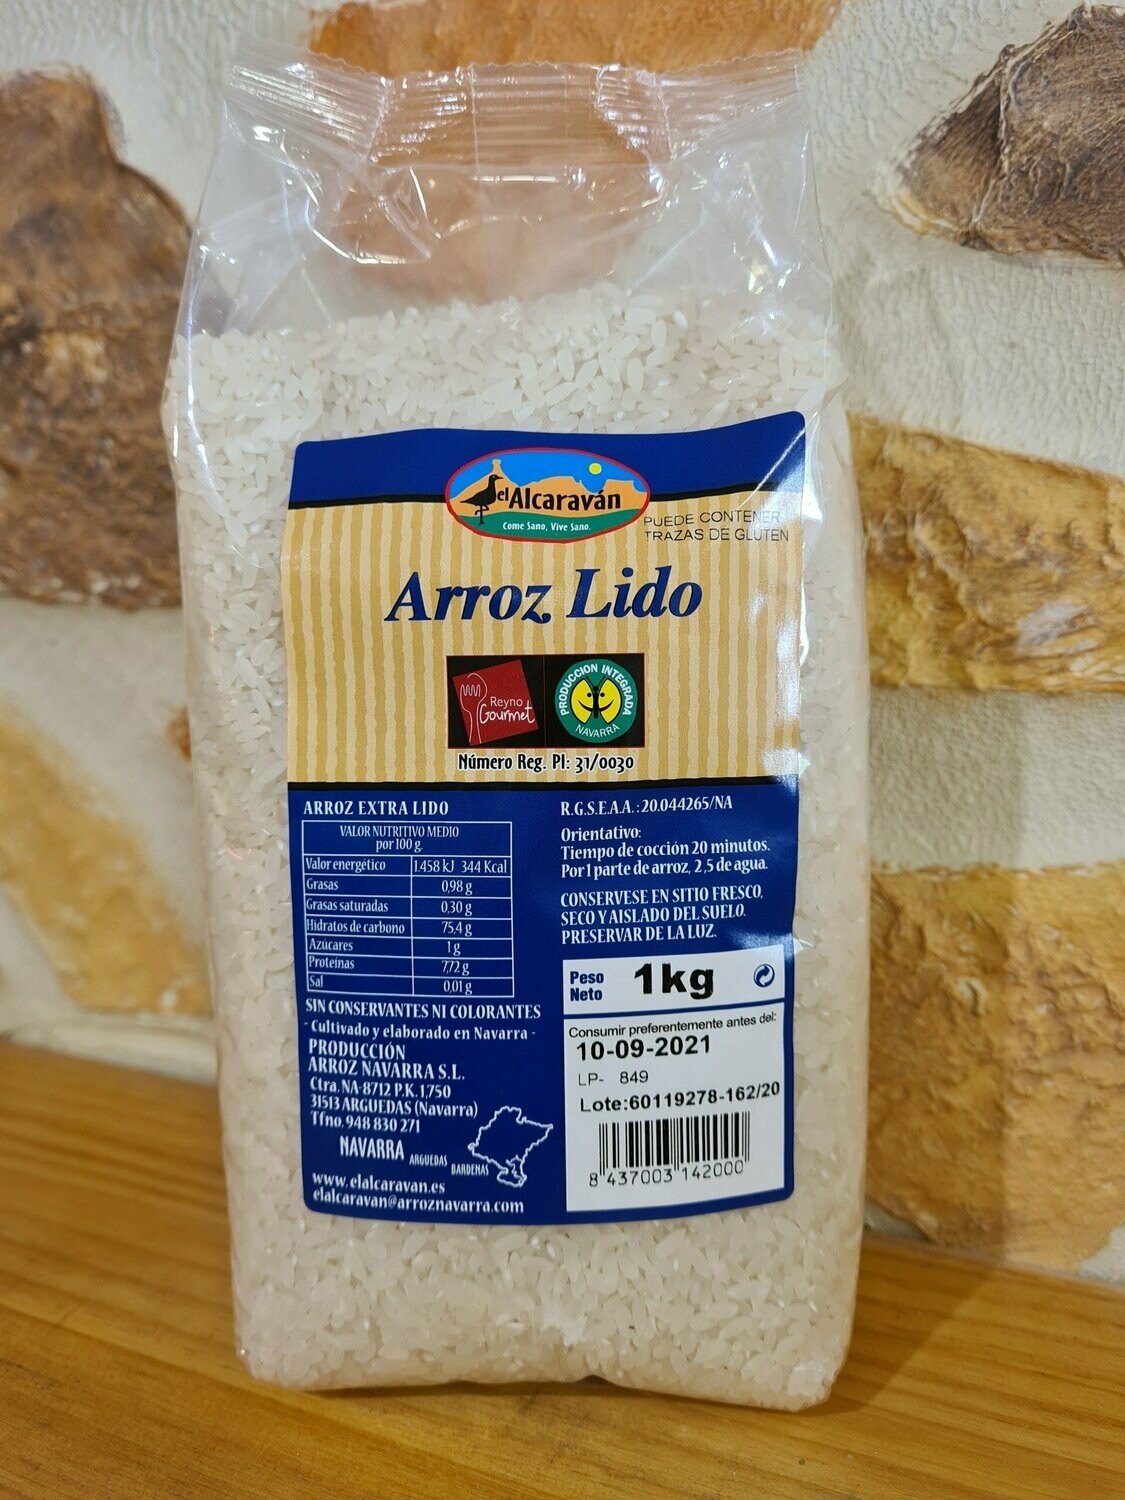 el Alcaraván
Come Sano, Vive Sano.
PUEDE CONTENER
TRAZAS DE GLUTEN
Arroz Lido
Reyno
Gourmet
PRODUCCION INTEGRADA
NAVARRA
Número Reg. PI: 31/0030
ARROZ EXTRA LIDO
VALOR NUTRITIVO MEDIO
por 100 g.
Valor energético 1.458 kJ 344 Kcal
Grasas 0,98 g
Grasas saturadas 0,30 g
Hidratos de carbono 75,4 g
Azúcares 1 g
Proteinas 7,72 g
Sal 0,01 g
SIN CONSERVANTES NI COLORANTES
- Cultivado y elaborado en Navarra -
PRODUCCIÓN
ARROZ NAVARRA S.L.
Ctra. NA-8712 P.K. 1,750
31513 ARGUEDAS (Navarra)
Tfno. 948 830 271
NAVARRA
ARGUEDAS
BARDENAS
www.elalcaravan.es
elalcaravan@arroznavarra.com
R.G.S.E.A.A.: 20.044265/NA
Orientativo:
Tiempo de cocción 20 minutos.
Por 1 parte de arroz, 2,5 de agua.
CONSERVESE EN SITIO FRESCO,
SECO Y AISLADO DEL SUELO.
PRESERVAR DE LA LUZ.
Peso
Neto
1kg
Consumir preferentemente antes del:
10-09-2021
LP- 849
Lote:60119278-162/20
8 437003 142000